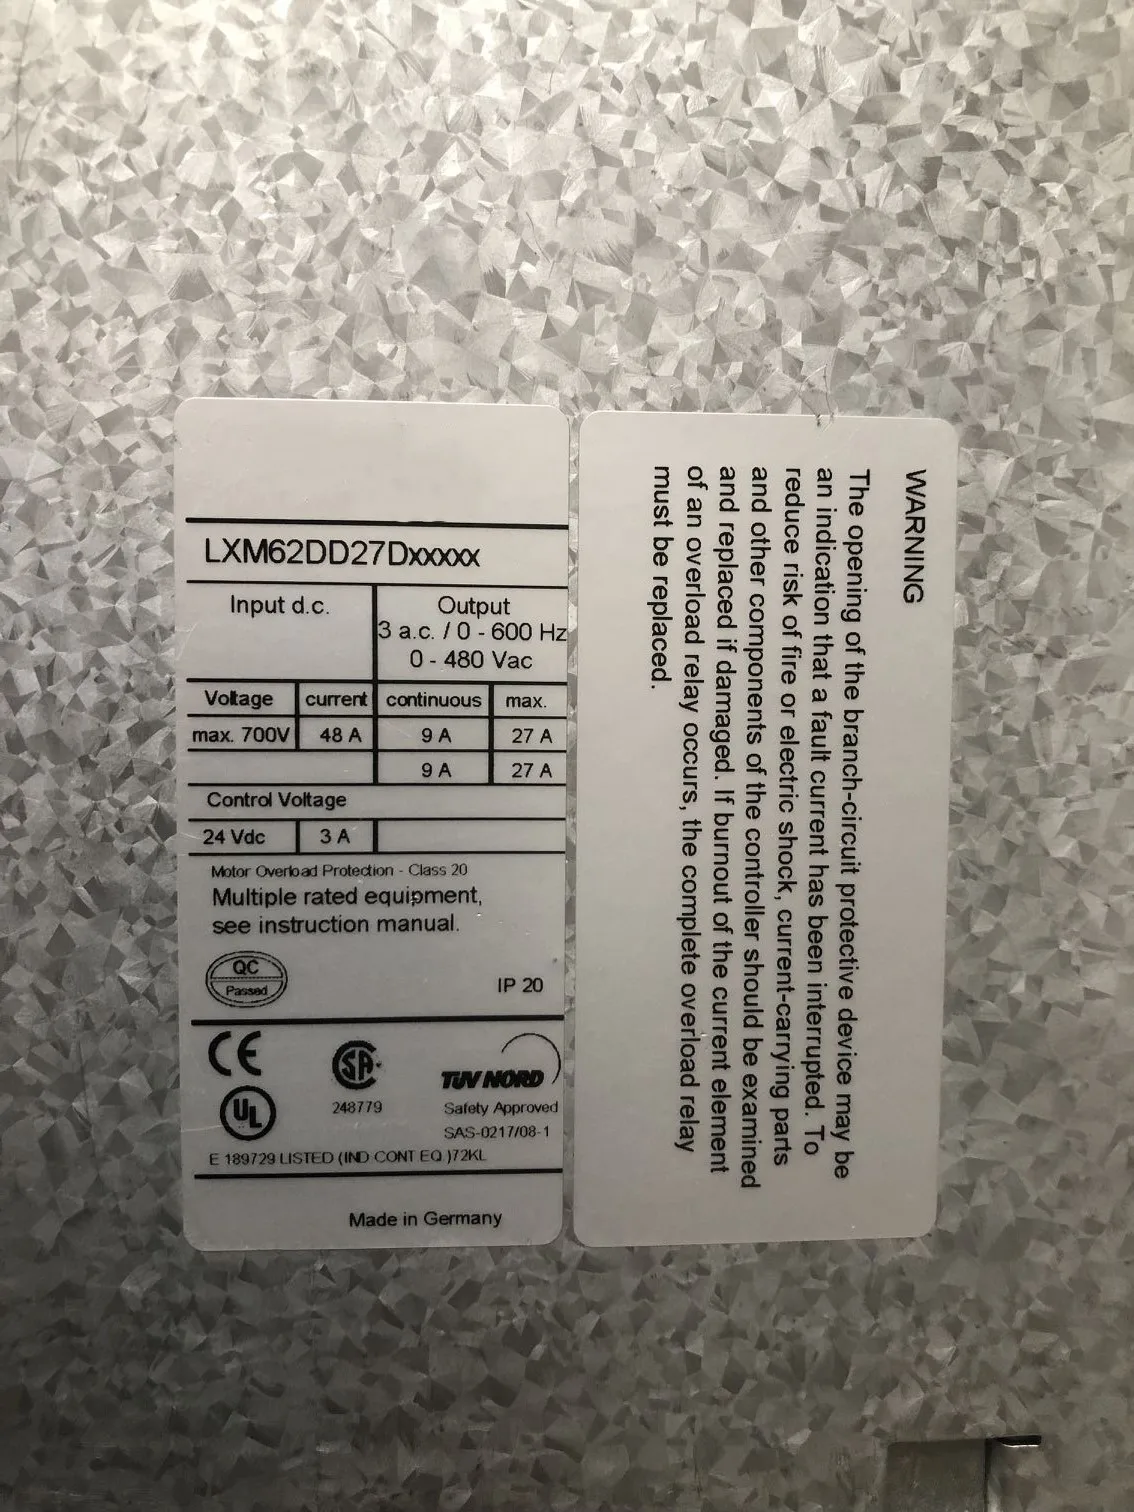 LXM62DD27Dxxxxx
Input d.c.
Output
3 a.c. / 0 - 600 Hz
0 - 480 Vac
Voltage current continuous max.
max. 700V 48 A 9 A 27 A
9 A 27 A
Control Voltage
24 Vdc 3 A
Motor Overload Protection - Class 20
Multiple rated equipment,
see instruction manual.
QC
Passed
IP 20
CE
SA
TÜV NORD
UL
248779
Safety Approved
SAS-0217/08-1
E 189729 LISTED (IND CONT EQ.)72KL
Made in Germany
WARNING
The opening of the branch-circuit protective device may be
an indication that a fault current has been interrupted. To
reduce risk of fire or electric shock, current-carrying parts
and other components of the controller should be examined
and replaced if damaged. If burnout of the current element
of an overload relay occurs, the complete overload relay
must be replaced.